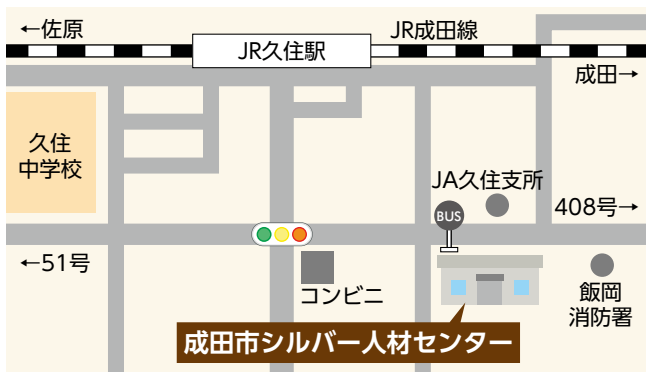 ←佐原
JR久住駅
JR成田線
成田→
久住
中学校
JA久住支所
BUS
408号→
←51号
コンビニ
飯岡
消防署
成田市シルバー人材センター